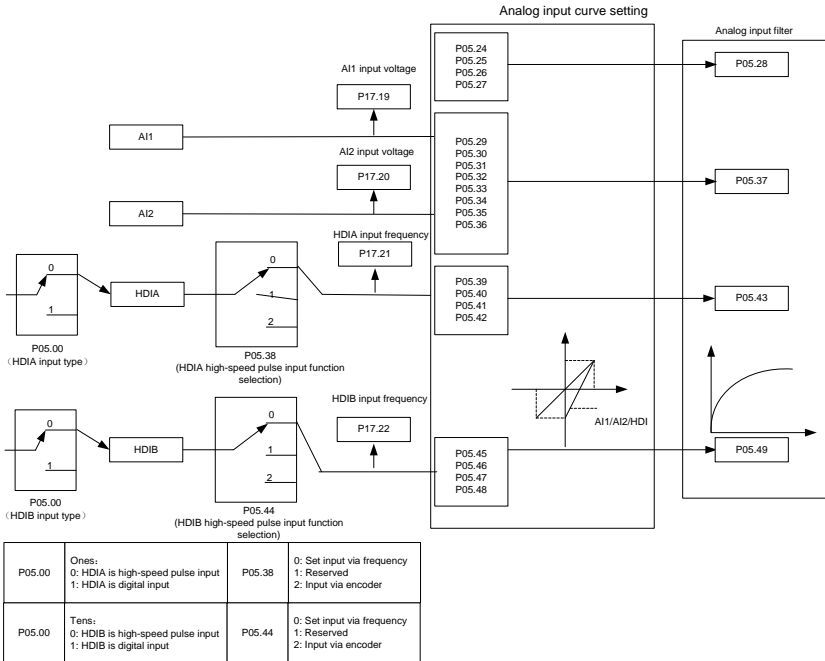 Analog input curve setting
Analog input filter
P05.24
P05.25
P05.26
P05.27
P05.28
AI1 input voltage
P17.19
AI1
P05.29
P05.30
P05.31
P05.32
P05.33
P05.34
P05.35
P05.36
P05.37
AI2 input voltage
P17.20
AI2
HDIA input frequency
P17.21
0
1
HDIA
0
1
2
P05.39
P05.40
P05.41
P05.42
P05.43
P05.00
（HDIA input type）
P05.38
(HDIA high-speed pulse input function
selection)
AI1/AI2/HDI
HDIB input frequency
P17.22
0
1
HDIB
0
1
2
P05.45
P05.46
P05.47
P05.48
P05.49
P05.00
（HDIB input type）
P05.44
(HDIB high-speed pulse input function
selection)
P05.00
Ones：
0: HDIA is high-speed pulse input
1: HDIA is digital input
P05.38
0: Set input via frequency
1: Reserved
2: Input via encoder
P05.00
Tens：
0: HDIB is high-speed pulse input
1: HDIB is digital input
P05.44
0: Set input via frequency
1: Reserved
2: Input via encoder